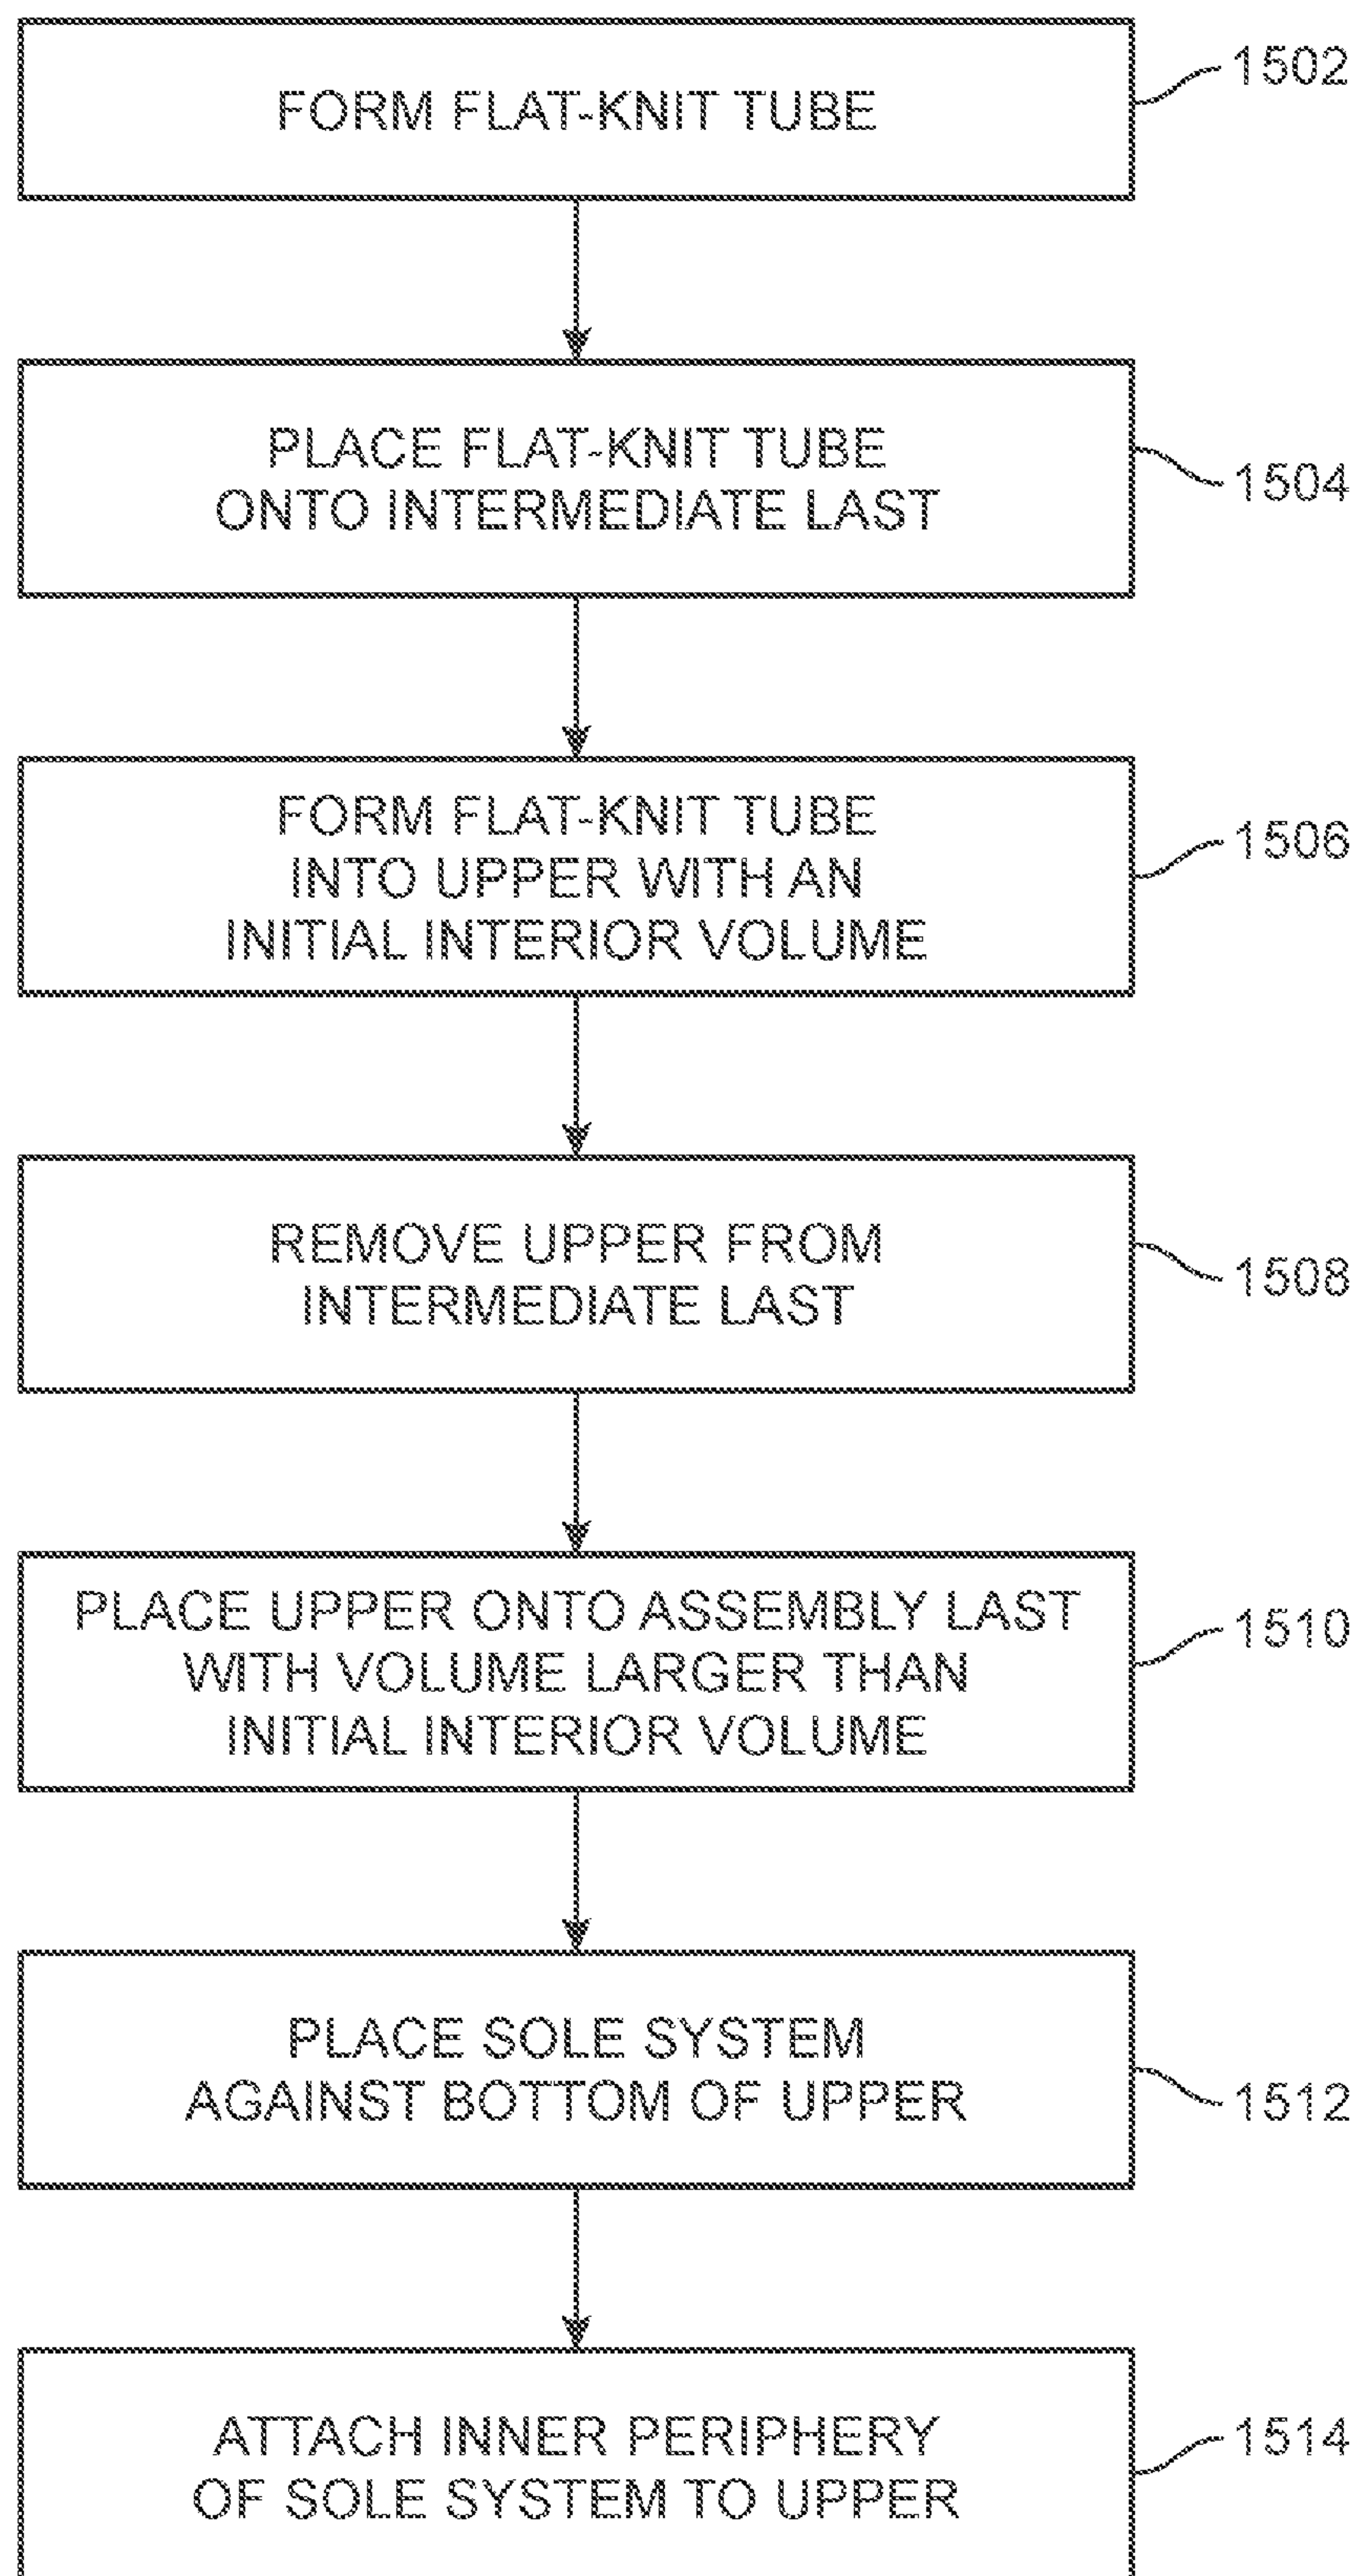 FORM FLAT-KNIT TUBE
1502
PLACE FLAT-KNIT TUBE
ONTO INTERMEDIATE LAST
1504
FORM FLAT-KNIT TUBE
INTO UPPER WITH AN
INITIAL INTERIOR VOLUME
1506
REMOVE UPPER FROM
INTERMEDIATE LAST
1508
PLACE UPPER ONTO ASSEMBLY LAST
WITH VOLUME LARGER THAN
INITIAL INTERIOR VOLUME
1510
PLACE SOLE SYSTEM
AGAINST BOTTOM OF UPPER
1512
ATTACH INNER PERIPHERY
OF SOLE SYSTEM TO UPPER
1514